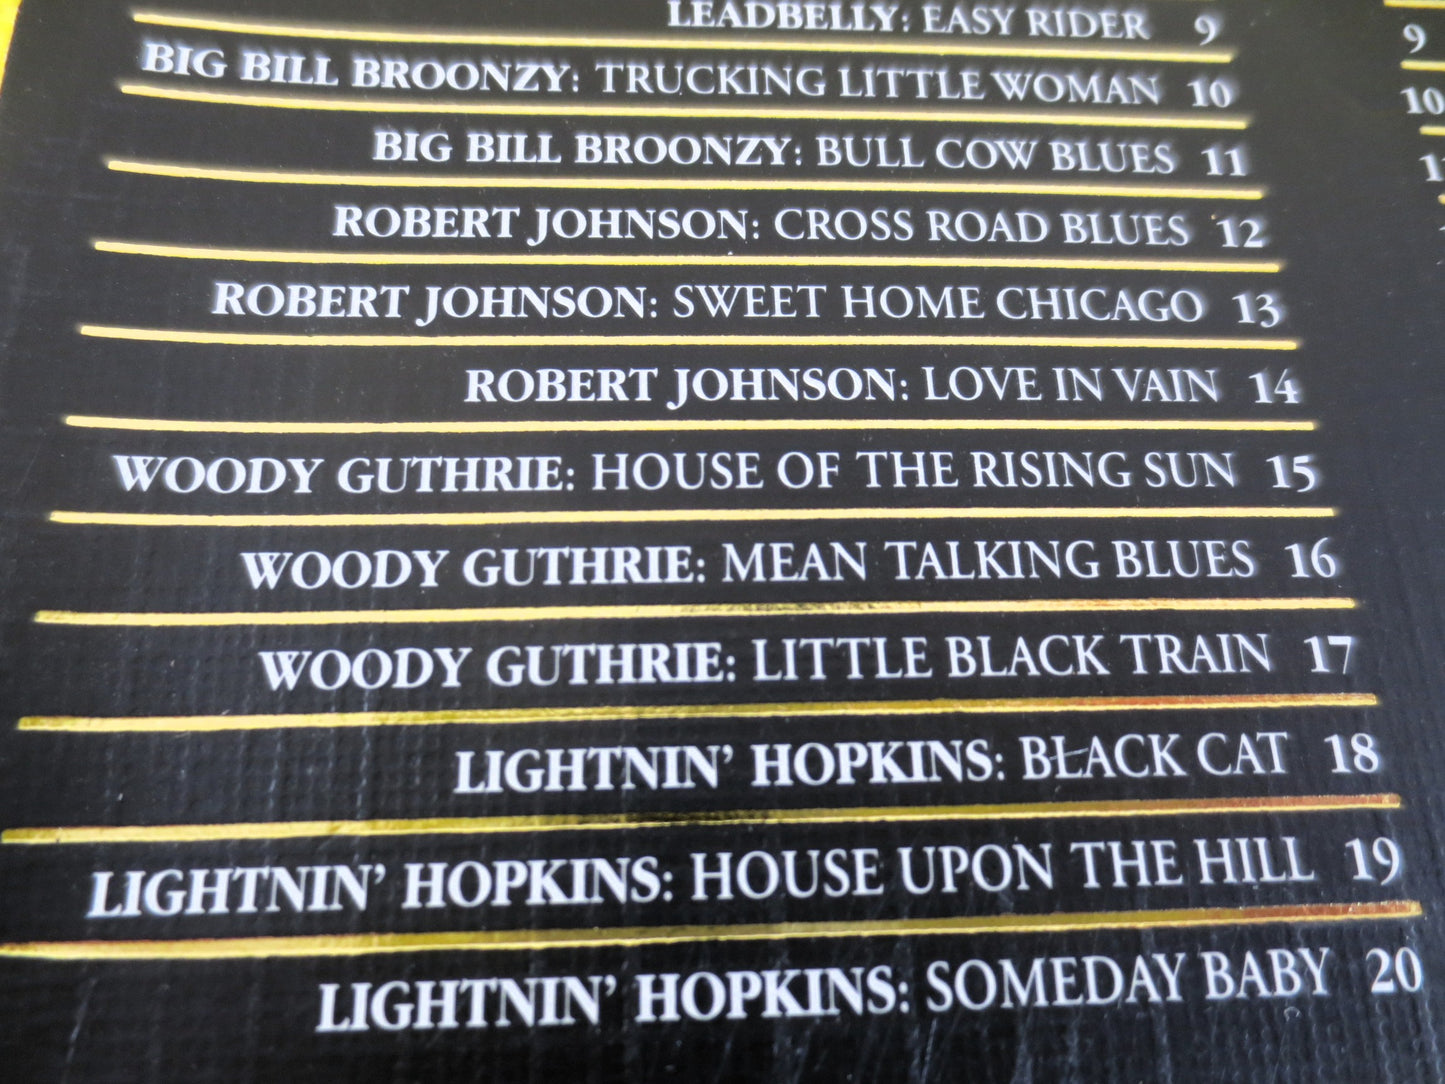 LEADBELLY: EASY RIDER 9
BIG BILL BROONZY: TRUCKING LITTLE WOMAN 10
BIG BILL BROONZY: BULL COW BLUES 11
ROBERT JOHNSON: CROSS ROAD BLUES 12
ROBERT JOHNSON: SWEET HOME CHICAGO 13
ROBERT JOHNSON: LOVE IN VAIN 14
WOODY GUTHRIE: HOUSE OF THE RISING SUN 15
WOODY GUTHRIE: MEAN TALKING BLUES 16
WOODY GUTHRIE: LITTLE BLACK TRAIN 17
LIGHTNIN' HOPKINS: BLACK CAT 18
LIGHTNIN' HOPKINS: HOUSE UPON THE HILL 19
LIGHTNIN' HOPKINS: SOMEDAY BABY 20
9
10